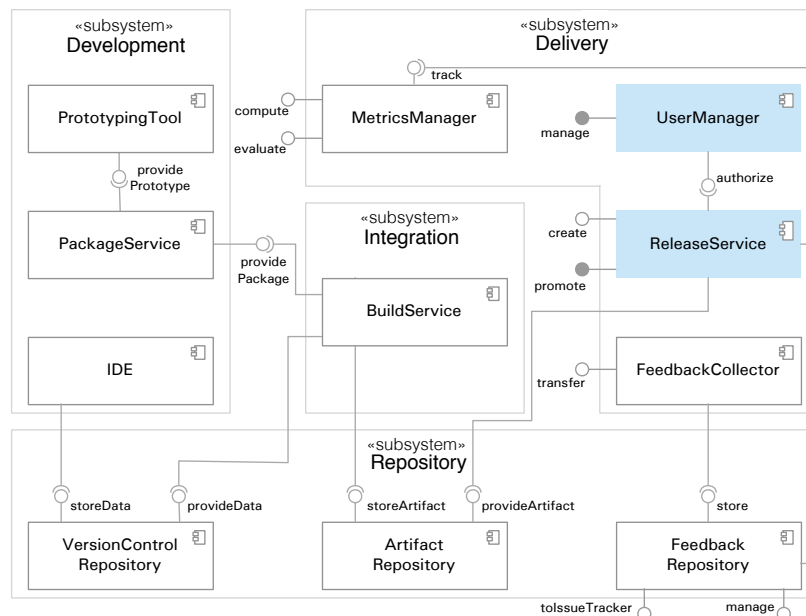 «subsystem»
Development
«subsystem»
Delivery
track
PrototypingTool
compute
evaluate
MetricsManager
manage
UserManager
provide
Prototype
authorize
PackageService
provide
Package
«subsystem»
Integration
create
promote
ReleaseService
BuildService
IDE
transfer
FeedbackCollector
«subsystem»
Repository
storeData
provideData
storeArtifact
provideArtifact
store
VersionControl
Repository
Artifact
Repository
Feedback
Repository
toIssueTracker
manage